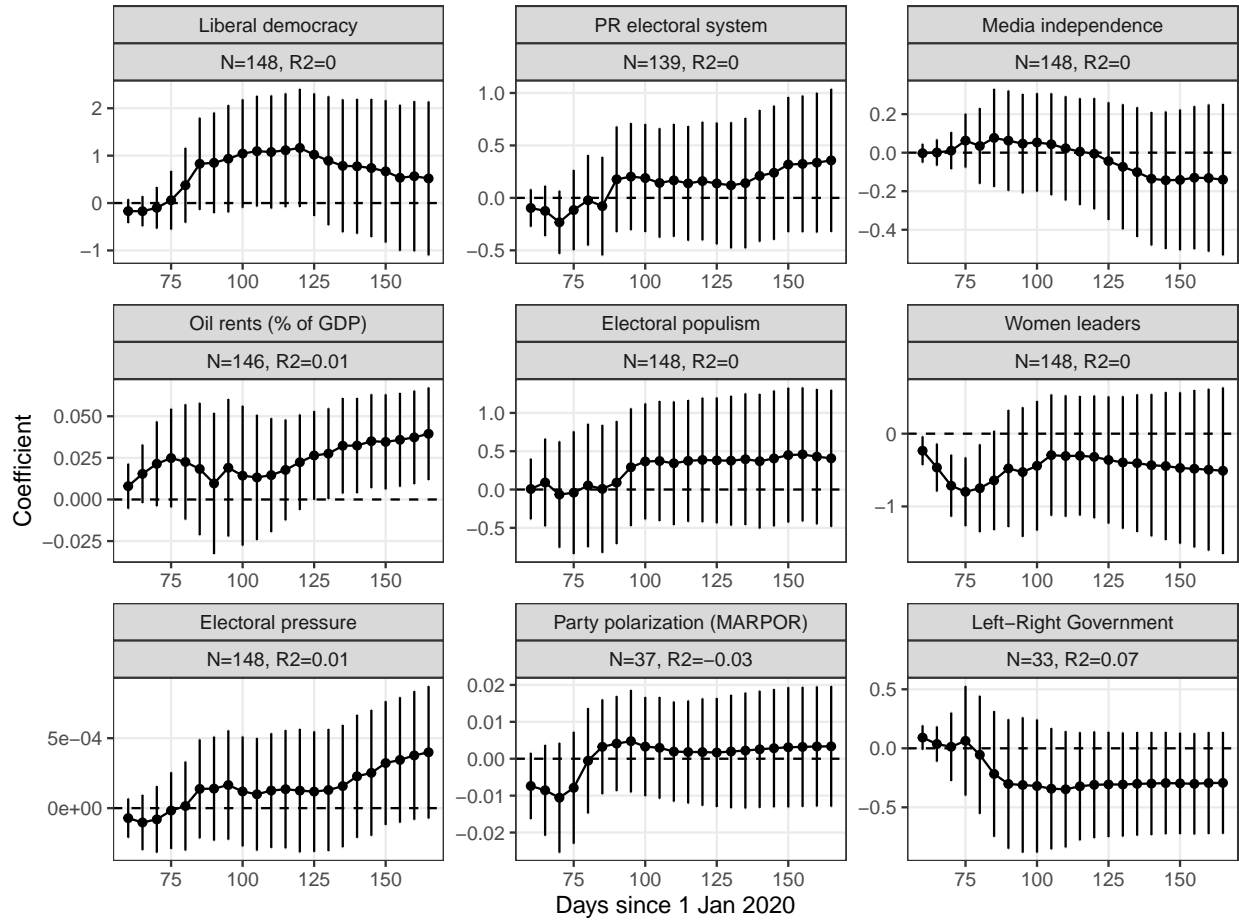 Liberal democracy
N=148, R2=0
PR electoral system
N=139, R2=0
Media independence
N=148, R2=0
2
1
0
−1
75 100 125 150
1.0
0.5
0.0
−0.5
75 100 125 150
0.2
0.0
−0.2
−0.4
75 100 125 150
Oil rents (% of GDP)
N=146, R2=0.01
Electoral populism
N=148, R2=0
Women leaders
N=148, R2=0
0.050
0.025
0.000
−0.025
75 100 125 150
1.0
0.5
0.0
−0.5
75 100 125 150
0
−1
75 100 125 150
Coefficient
Electoral pressure
N=148, R2=0.01
Party polarization (MARPOR)
N=37, R2=−0.03
Left−Right Government
N=33, R2=0.07
5e−04
0e+00
75 100 125 150
0.02
0.01
0.00
−0.01
−0.02
75 100 125 150
0.5
0.0
−0.5
75 100 125 150
Days since 1 Jan 2020